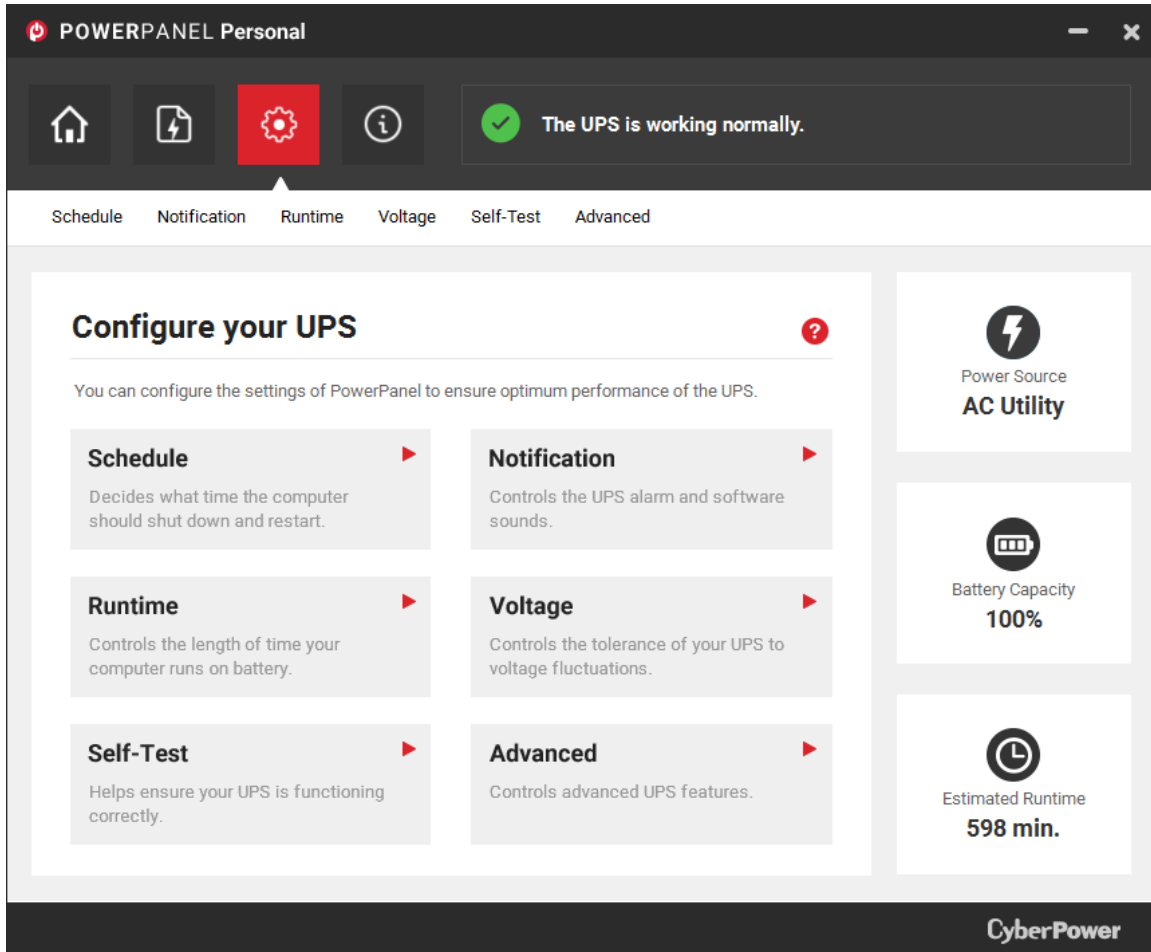 POWERPANEL Personal
The UPS is working normally.
Schedule Notification Runtime Voltage Self-Test Advanced
Configure your UPS
?
You can configure the settings of PowerPanel to ensure optimum performance of the UPS.
Schedule
Decides what time the computer
should shut down and restart.
Notification
Controls the UPS alarm and software
sounds.
Runtime
Controls the length of time your
computer runs on battery.
Voltage
Controls the tolerance of your UPS to
voltage fluctuations.
Self-Test
Helps ensure your UPS is functioning
correctly.
Advanced
Controls advanced UPS features.
Power Source
AC Utility
Battery Capacity
100%
Estimated Runtime
598 min.
CyberPower